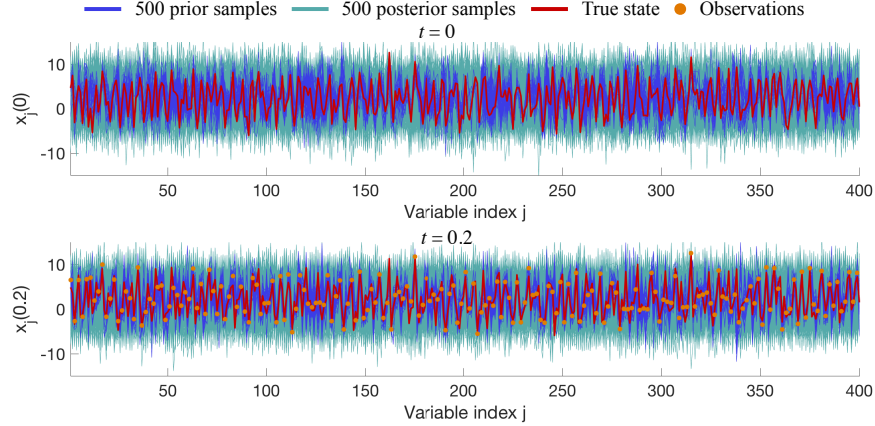 500 prior samples 500 posterior samples True state Observations
t = 0
10
0
-10
x_j(0)
50 100 150 200 250 300 350 400
Variable index j
t = 0.2
10
0
-10
x_j(0.2)
50 100 150 200 250 300 350 400
Variable index j